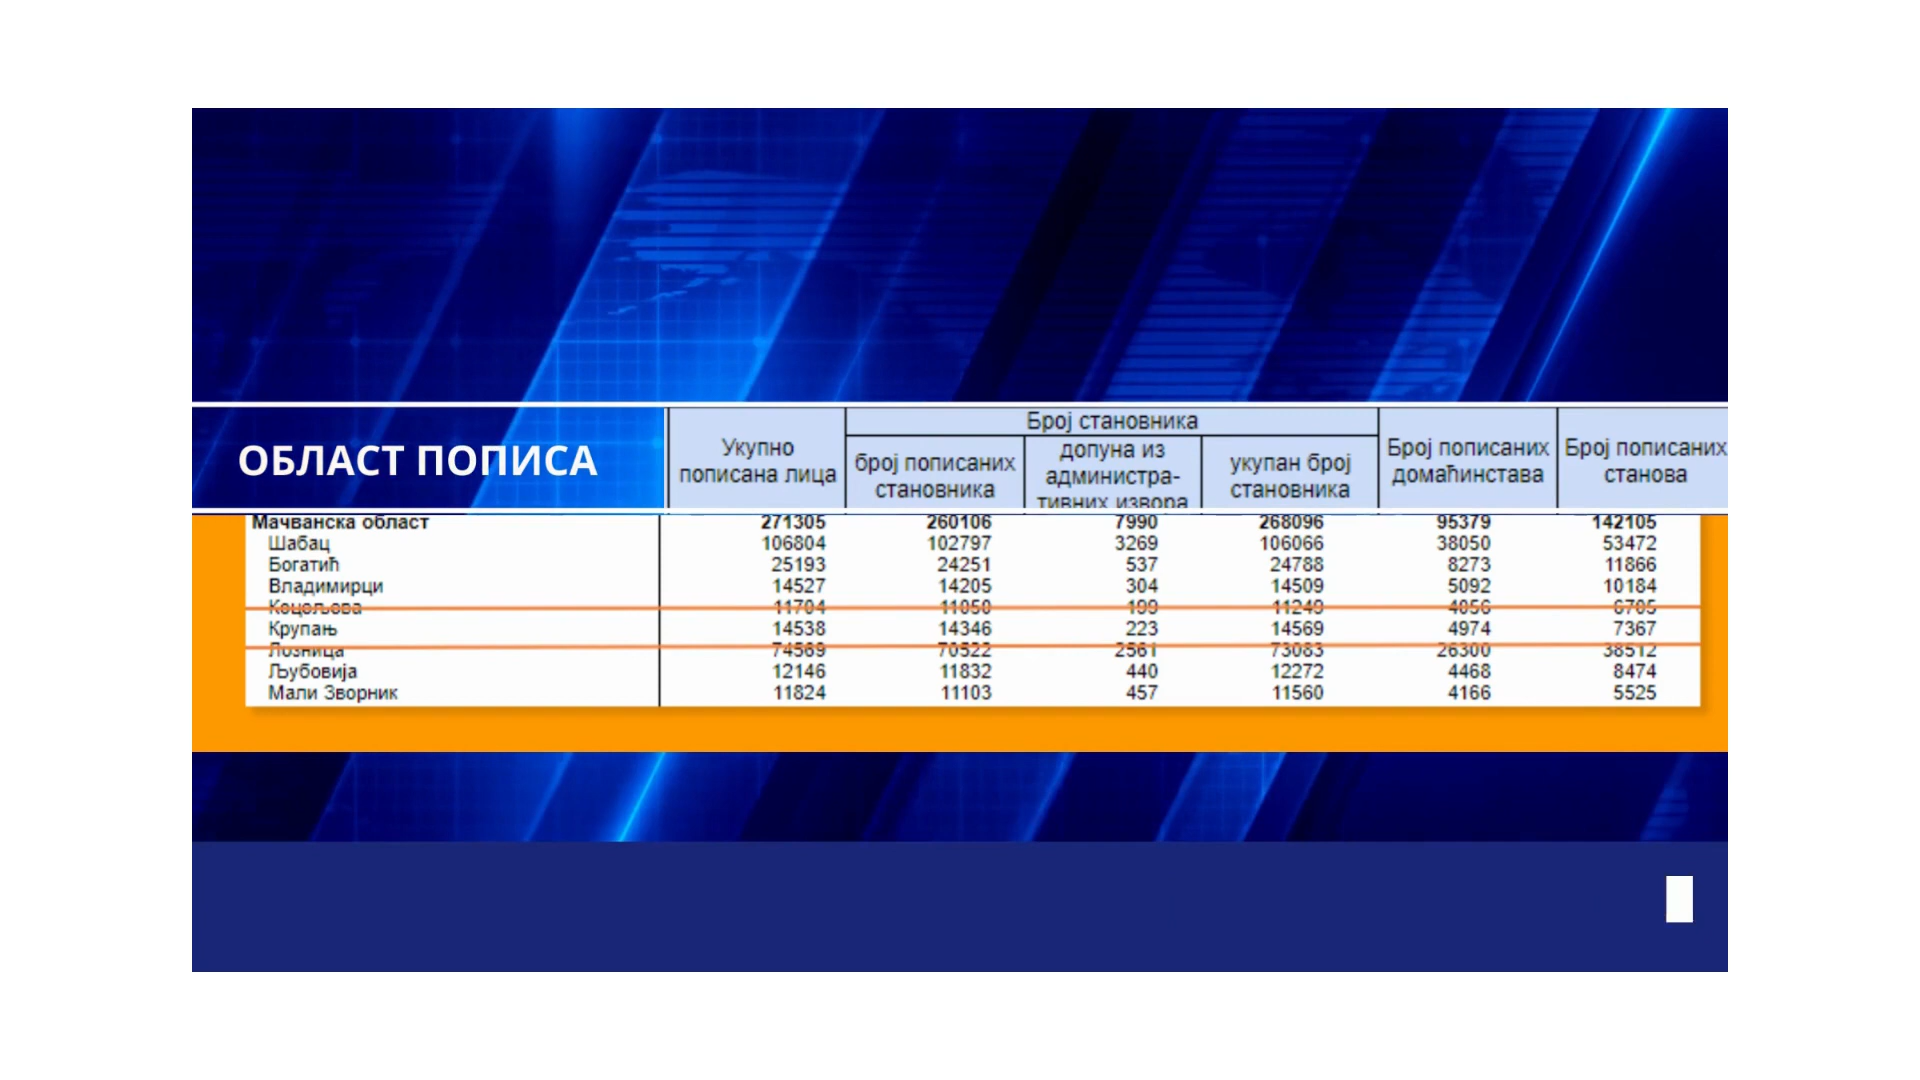 ОБЛАСТ ПОПИСА
Укупно
пописана лица
Број становника
број пописаних
становника
допуна из
администра-
тивних извора
укупан број
становника
Број пописаних
домаћинстава
Број пописаних
станова
Мачванска област 271305 260106 7990 268096 95379 142105
Шабац 106804 102797 3269 106066 38050 53472
Богатић 25193 24251 537 24788 8273 11866
Владимирци 14527 14205 304 14509 5092 10184
Коцељева 11704 11050 199 11249 4056 6705
Крупањ 14538 14346 223 14569 4974 7367
Лозница 74569 70522 2561 73083 26300 38512
Љубовија 12146 11832 440 12272 4468 8474
Мали Зворник 11824 11103 457 11560 4166 5525